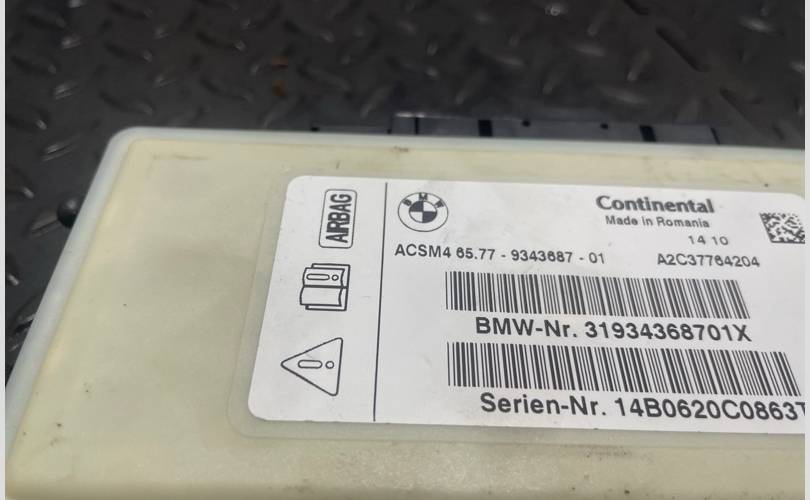 AIRBAG
BMW
Continental
Made in Romania
14 10
ACSM4 65.77 - 9343687 - 01 A2C37764204
BMW-Nr. 31934368701X
Serien-Nr. 14B0620C0863